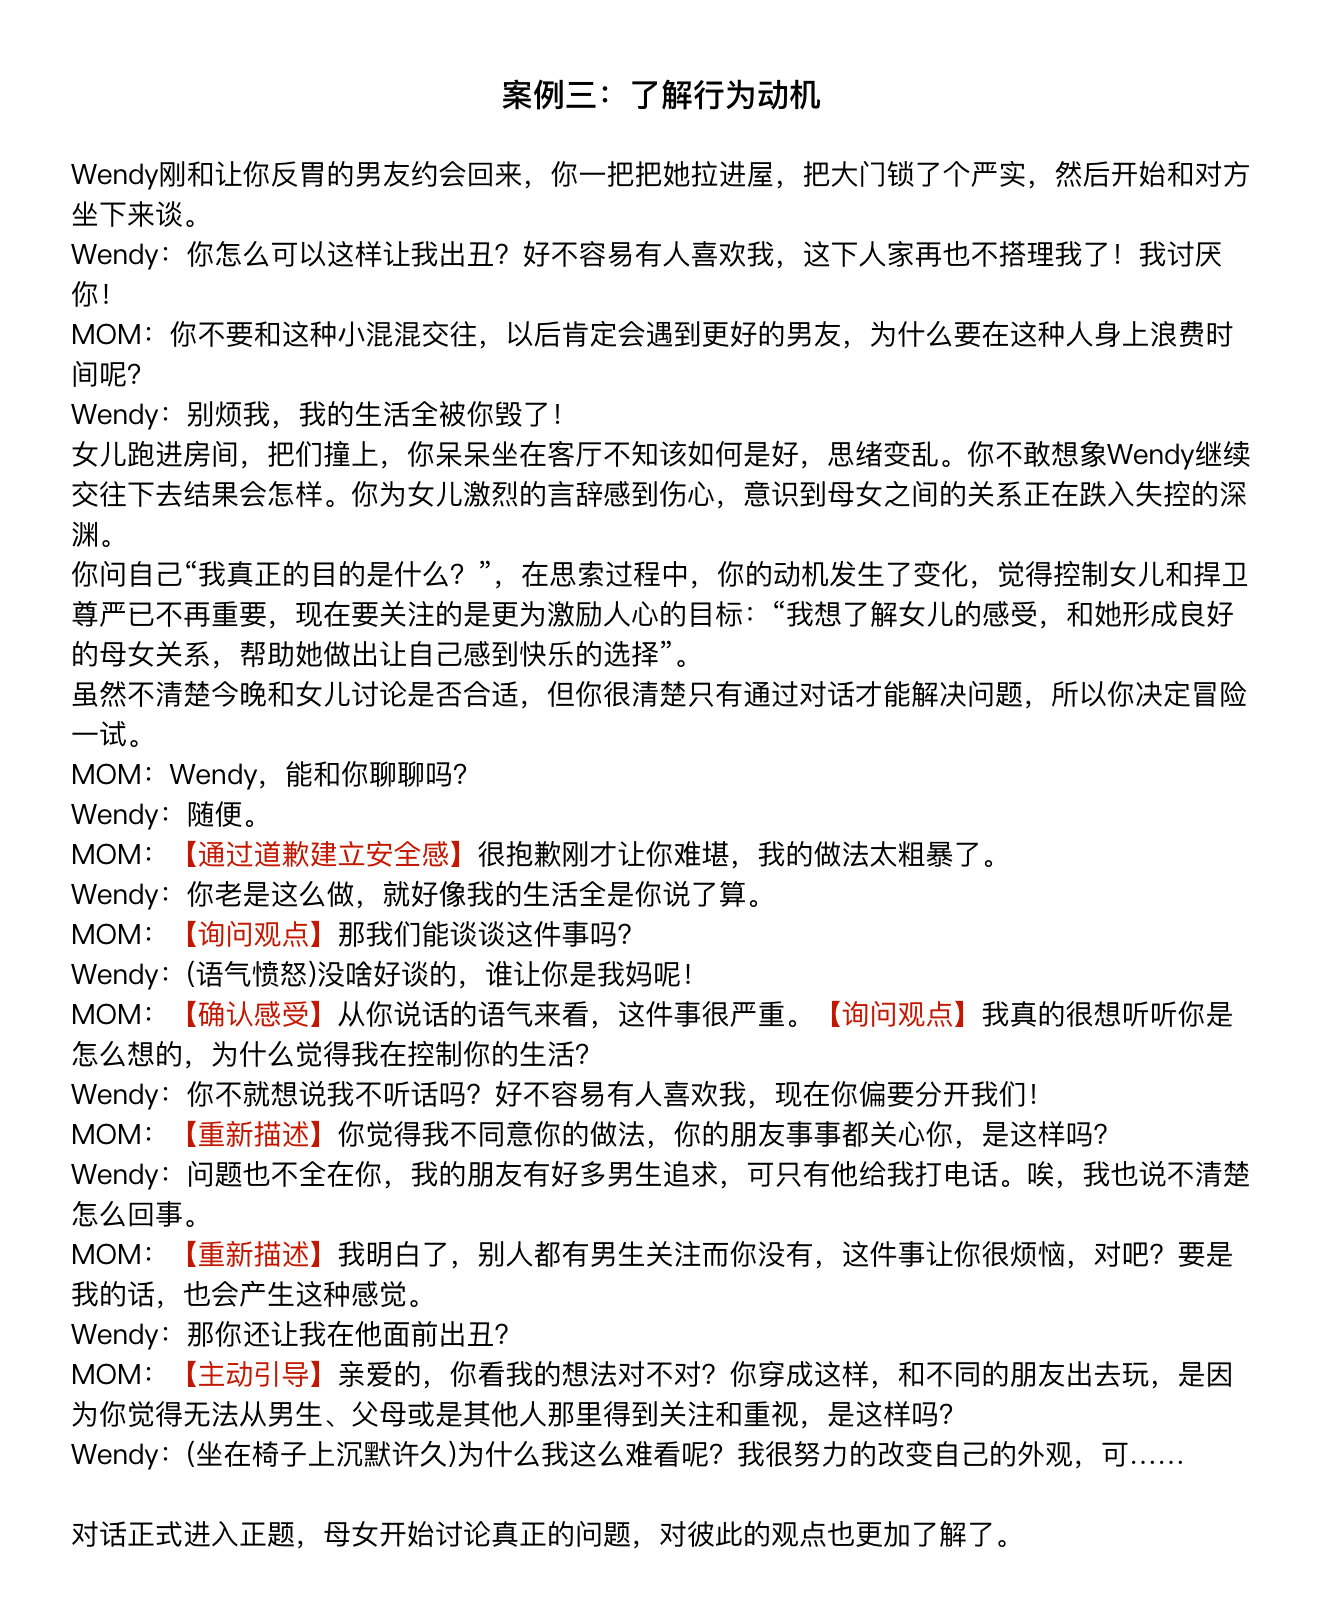 案例三：了解行为动机
Wendy刚和让你反胃的男友约会回来，你一把把她拉进屋，把大门锁了个严实，然后开始和对方
坐下来谈。
Wendy：你怎么可以这样让我出丑？好不容易有人喜欢我，这下人家再也不搭理我了！我讨厌
你！
MOM：你不要和这种小混混交往，以后肯定会遇到更好的男友，为什么要在这种人身上浪费时
间呢？
Wendy：别烦我，我的生活全被你毁了！
女儿跑进房间，把们撞上，你呆呆坐在客厅不知该如何是好，思绪变乱。你不敢想象Wendy继续
交往下去结果会怎样。你为女儿激烈的言辞感到伤心，意识到母女之间的关系正在跌入失控的深
渊。
你问自己“我真正的目的是什么？”，在思索过程中，你的动机发生了变化，觉得控制女儿和捍卫
尊严已不再重要，现在要关注的是更为激励人心的目标：“我想了解女儿的感受，和她形成良好
的母女关系，帮助她做出让自己感到快乐的选择”。
虽然不清楚今晚和女儿讨论是否合适，但你很清楚只有通过对话才能解决问题，所以你决定冒险
一试。
MOM：Wendy，能和你聊聊吗？
Wendy：随便。
MOM：【通过道歉建立安全感】很抱歉刚才让你难堪，我的做法太粗暴了。
Wendy：你老是这么做，就好像我的生活全是你说了算。
MOM：【询问观点】那我们能谈谈这件事吗？
Wendy：(语气愤怒)没啥好谈的，谁让你是我妈呢！
MOM：【确认感受】从你说话的语气来看，这件事很严重。【询问观点】我真的很想听听你是
怎么想的，为什么觉得我在控制你的生活？
Wendy：你不就想说我不听话吗？好不容易有人喜欢我，现在你偏要分开我们！
MOM：【重新描述】你觉得我不同意你的做法，你的朋友事事都关心你，是这样吗？
Wendy：问题也不全在你，我的朋友有好多男生追求，可只有他给我打电话。唉，我也说不清楚
怎么回事。
MOM：【重新描述】我明白了，别人都有男生关注而你没有，这件事让你很烦恼，对吧？要是
我的话，也会产生这种感觉。
Wendy：那你还让我在他面前出丑？
MOM：【主动引导】亲爱的，你看我的想法对不对？你穿成这样，和不同的朋友出去玩，是因
为你觉得无法从男生、父母或是其他人那里得到关注和重视，是这样吗？
Wendy：(坐在椅子上沉默许久)为什么我这么难看呢？我很努力的改变自己的外观，可……
对话正式进入正题，母女开始讨论真正的问题，对彼此的观点也更加了解了。